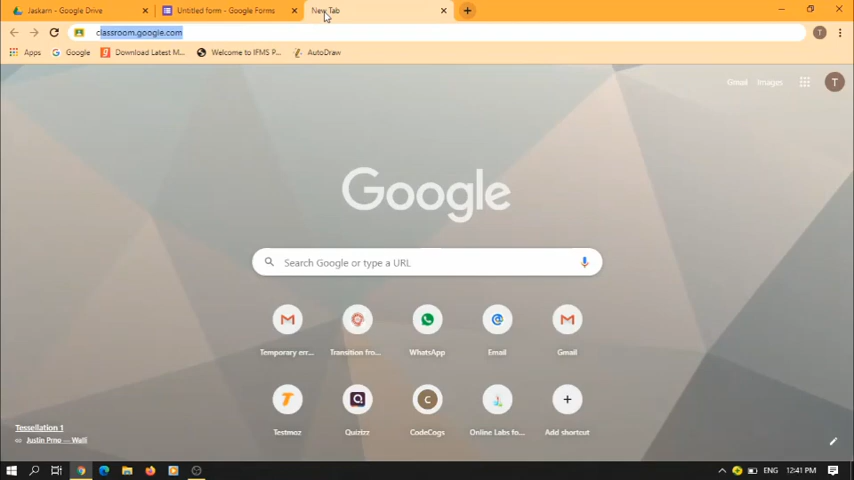 Jaskarn - Google Drive
Untitled form - Google Forms
New Tab
classroom.google.com
T
Apps
Google
Download Latest M...
Welcome to IFMS P...
AutoDraw
Gmail Images
T
Google
Search Google or type a URL
Temporary err...
Transition fro...
WhatsApp
Email
Gmail
C
Testmoz
Quizizz
CodeCogs
Online Labs fo...
Add shortcut
Tessellation 1
Justin Prno — Walli
ENG 12:41 PM